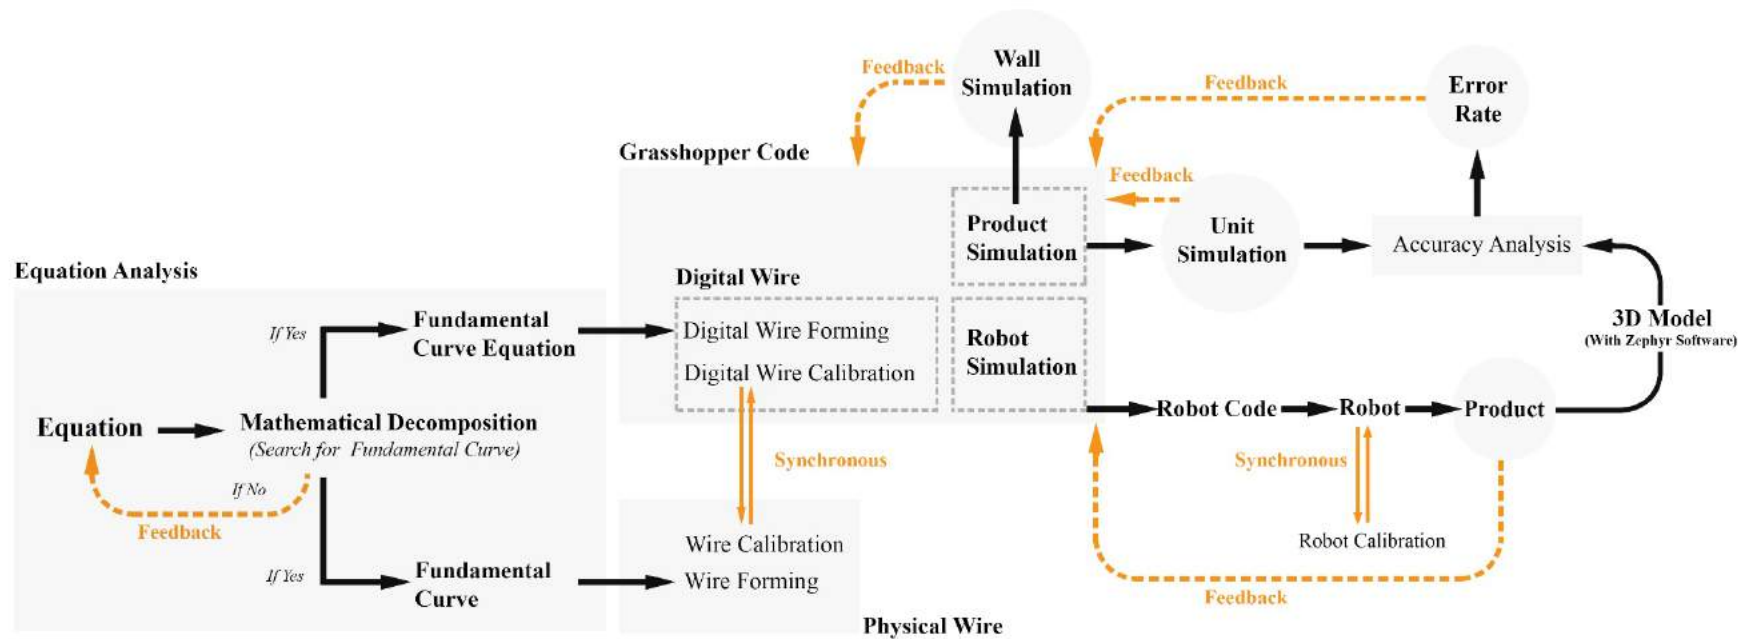 Wall
Simulation
Feedback
Feedback
Error
Rate
Grasshopper Code
Feedback
Product
Simulation
Unit
Simulation
Accuracy Analysis
Equation Analysis
Digital Wire
If Yes
Fundamental
Curve Equation
Digital Wire Forming
Digital Wire Calibration
Robot
Simulation
3D Model
(With Zephyr Software)
Equation
Mathematical Decomposition
(Search for Fundamental Curve)
Robot Code
Robot
Product
If No
Feedback
Synchronous
Synchronous
Wire Calibration
Wire Forming
Robot Calibration
If Yes
Fundamental
Curve
Feedback
Physical Wire